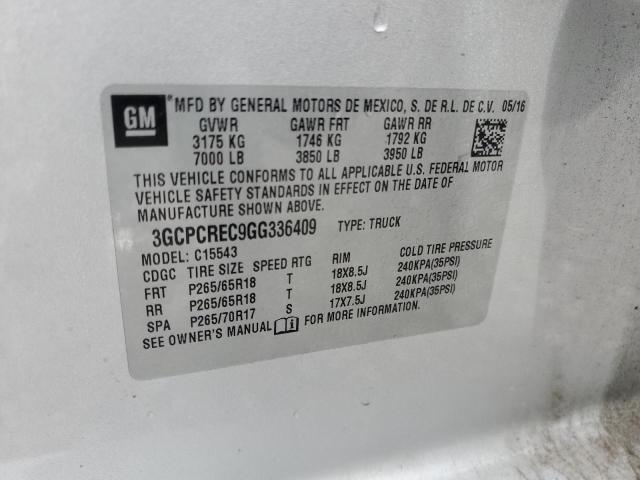 GM
®MFD BY GENERAL MOTORS DE MEXICO, S. DE R.L. DE C.V. 05/16
GVWR GAWR FRT GAWR RR
3175 KG 1746 KG 1792 KG
7000 LB 3850 LB 3950 LB
THIS VEHICLE CONFORMS TO ALL APPLICABLE U.S. FEDERAL MOTOR
VEHICLE SAFETY STANDARDS IN EFFECT ON THE DATE OF
MANUFACTURE SHOWN ABOVE.
3GCPCREC9GG336409 TYPE: TRUCK
MODEL: C15543
CDGC TIRE SIZE SPEED RTG RIM COLD TIRE PRESSURE
FRT P265/65R18 T 18X8.5J 240KPA(35PSI)
RR P265/65R18 T 18X8.5J 240KPA(35PSI)
SPA P265/70R17 S 17X7.5J 240KPA(35PSI)
SEE OWNER'S MANUAL FOR MORE INFORMATION.